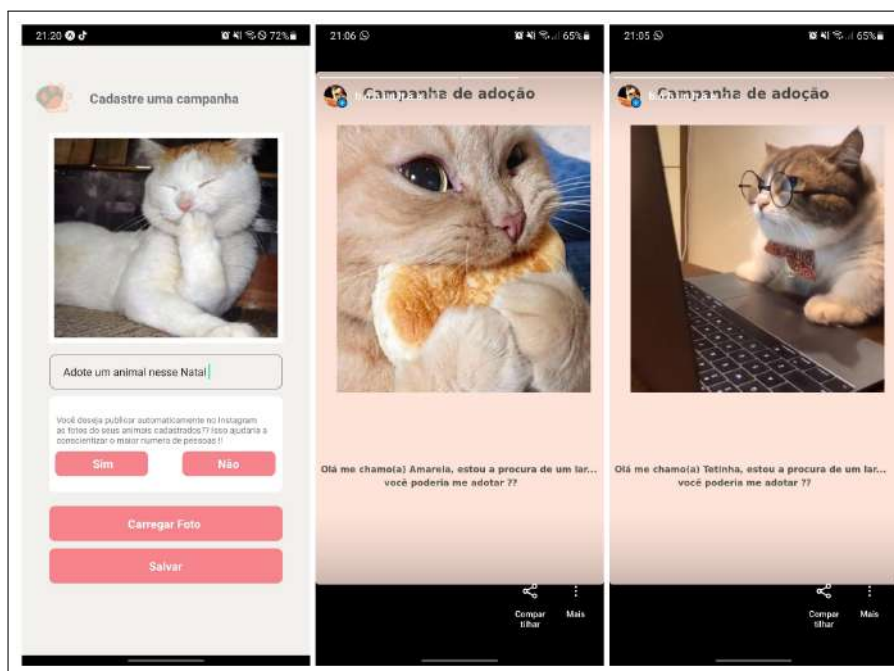 21:20
72%
Cadastre uma campanha
Adote um animal nesse Natal
Você deseja publicar automaticamente no Instagram
as fotos do seus animais cadastrados?? Isso ajudaria a
conscientizar o maior numero de pessoas !!
Sim
Não
Carregar Foto
Salvar
21:06
65%
Campanha de adoção
Olá me chamo(a) Amarela, estou a procura de um lar...
você poderia me adotar ??
Compar
tilhar
Mais
21:05
65%
Campanha de adoção
Olá me chamo(a) Tetinha, estou a procura de um lar...
você poderia me adotar ??
Compar
tilhar
Mais